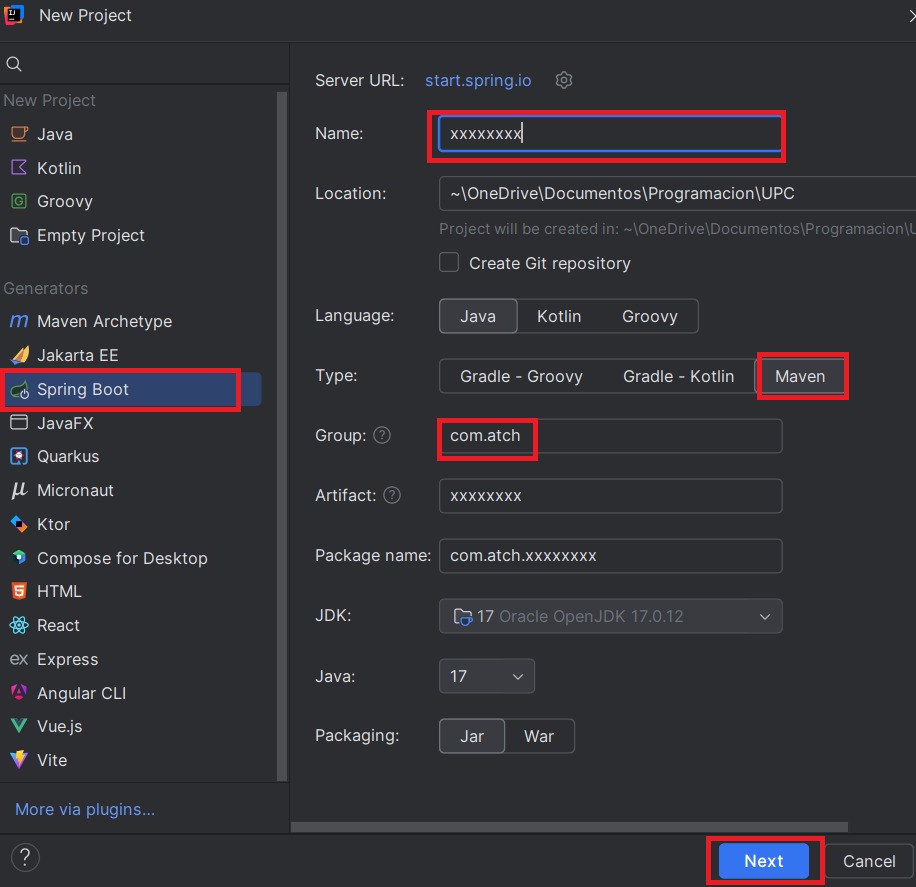 New Project
New Project
Java
Kotlin
Groovy
Empty Project
Generators
Maven Archetype
Jakarta EE
Spring Boot
JavaFX
Quarkus
Micronaut
Ktor
Compose for Desktop
HTML
React
Express
Angular CLI
Vue.js
Vite
More via plugins...
Server URL: start.spring.io
Name: xxxxxxxx
Location: ~\OneDrive\Documentos\Programacion\UPC
Project will be created in: ~\OneDrive\Documentos\Programacion\U
Create Git repository
Language: Java Kotlin Groovy
Type: Gradle - Groovy Gradle - Kotlin Maven
Group: ? com.atch
Artifact: ? xxxxxxxx
Package name: com.atch.xxxxxxxx
JDK: 17 Oracle OpenJDK 17.0.12
Java: 17
Packaging: Jar War
? Next Cancel